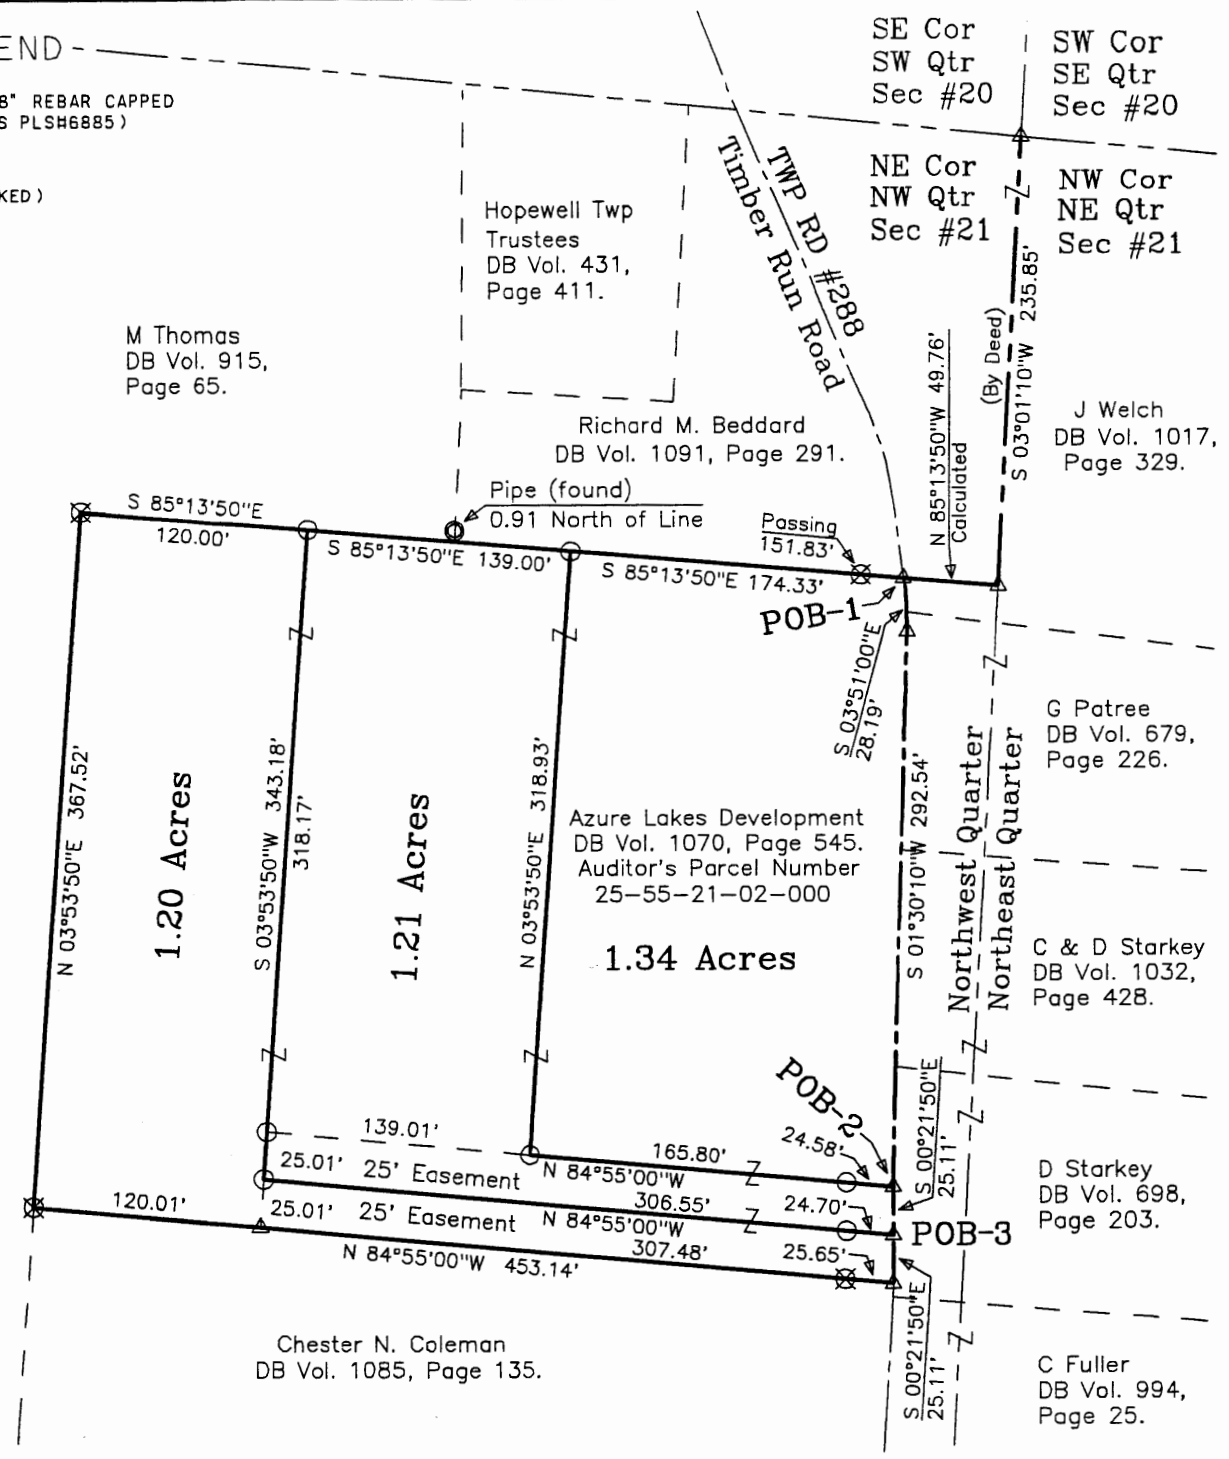 END
8" REBAR CAPPED
S PLS#6885)
KED)
SE Cor
SW Qtr
Sec #20
SW Cor
SE Qtr
Sec #20
NE Cor
NW Qtr
Sec #21
NW Cor
NE Qtr
Sec #21
Hopewell Twp
Trustees
DB Vol. 431,
Page 411.
TWP RD #288
Timber Run Road
(By Deed)
S 03°01'10"W 235.85'
M Thomas
DB Vol. 915,
Page 65.
N 85°13'50"W 49.76'
Calculated
J Welch
DB Vol. 1017,
Page 329.
Richard M. Beddard
DB Vol. 1091, Page 291.
Pipe (found)
0.91 North of Line
S 85°13'50"E
120.00'
S 85°13'50"E 139.00'
S 85°13'50"E 174.33'
Passing
151.83'
POB-1
S 03°51'00"E
28.19'
G Patree
DB Vol. 679,
Page 226.
N 03°53'50"E 367.52'
1.20 Acres
S 03°53'50"W 343.18'
318.17'
1.21 Acres
N 03°53'50"E 318.93'
Azure Lakes Development
DB Vol. 1070, Page 545.
Auditor's Parcel Number
25-55-21-02-000
1.34 Acres
S 01°30'10"W 292.54'
Northwest Quarter
Northeast Quarter
C & D Starkey
DB Vol. 1032,
Page 428.
POB-2
S 00°21'50"E
25.11'
139.01'
165.80'
24.58'
25.01' 25' Easement
N 84°55'00"W
306.55'
24.70'
D Starkey
DB Vol. 698,
Page 203.
120.01'
25.01' 25' Easement
N 84°55'00"W
307.48'
25.65'
POB-3
N 84°55'00"W 453.14'
S 00°21'50"E
25.11'
Chester N. Coleman
DB Vol. 1085, Page 135.
C Fuller
DB Vol. 994,
Page 25.